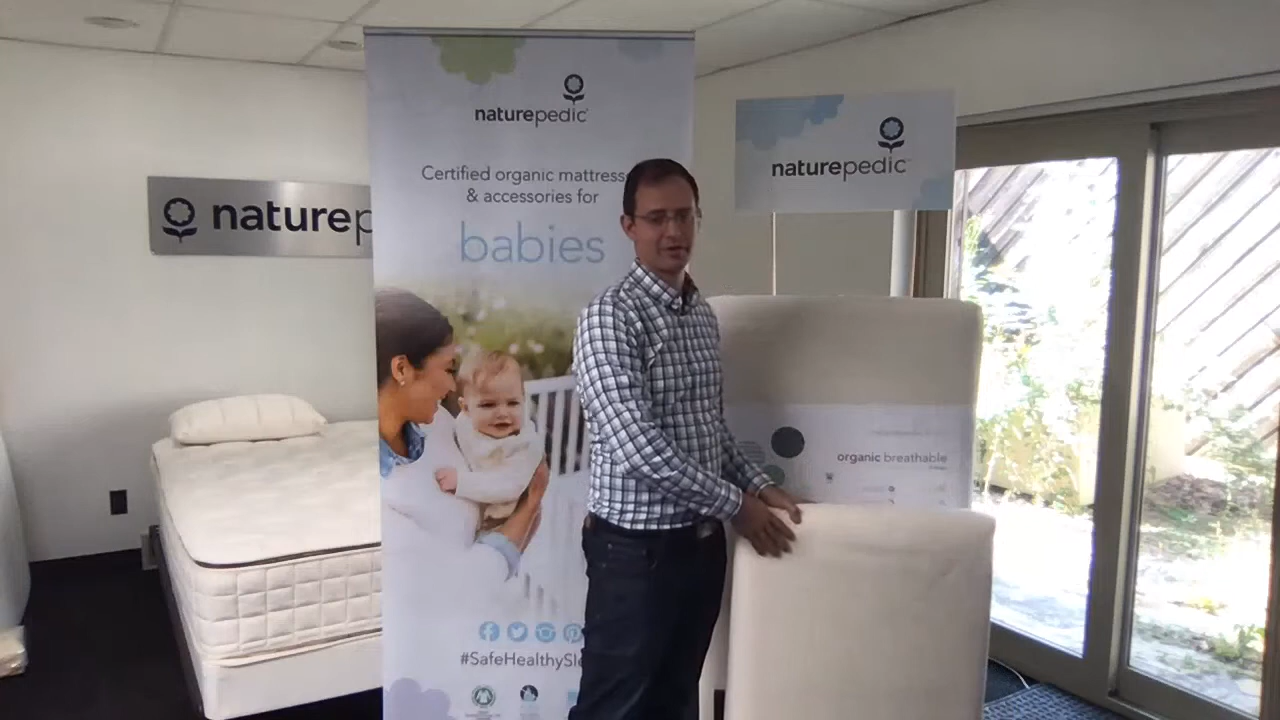 naturepedic
Certified organic mattress
& accessories for
babies
#SafeHealthySle
naturep
naturepedic
organic breathable